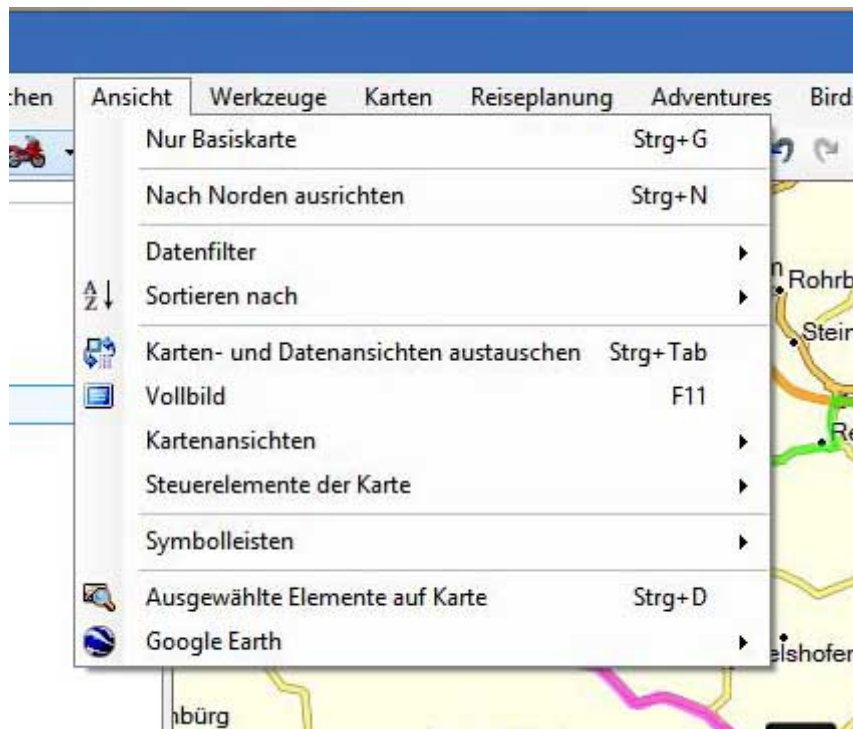 chen Ansicht Werkzeuge Karten Reiseplanung Adventures Bird
Nur Basiskarte Strg+G
Nach Norden ausrichten Strg+N
Datenfilter
Rohrb
Sortieren nach
Stein
Karten- und Datenansichten austauschen Strg+Tab
Vollbild F11
Re
Kartenansichten
Steuerelemente der Karte
Symbolleisten
Ausgewählte Elemente auf Karte Strg+D
Google Earth
elshofen
nbürg